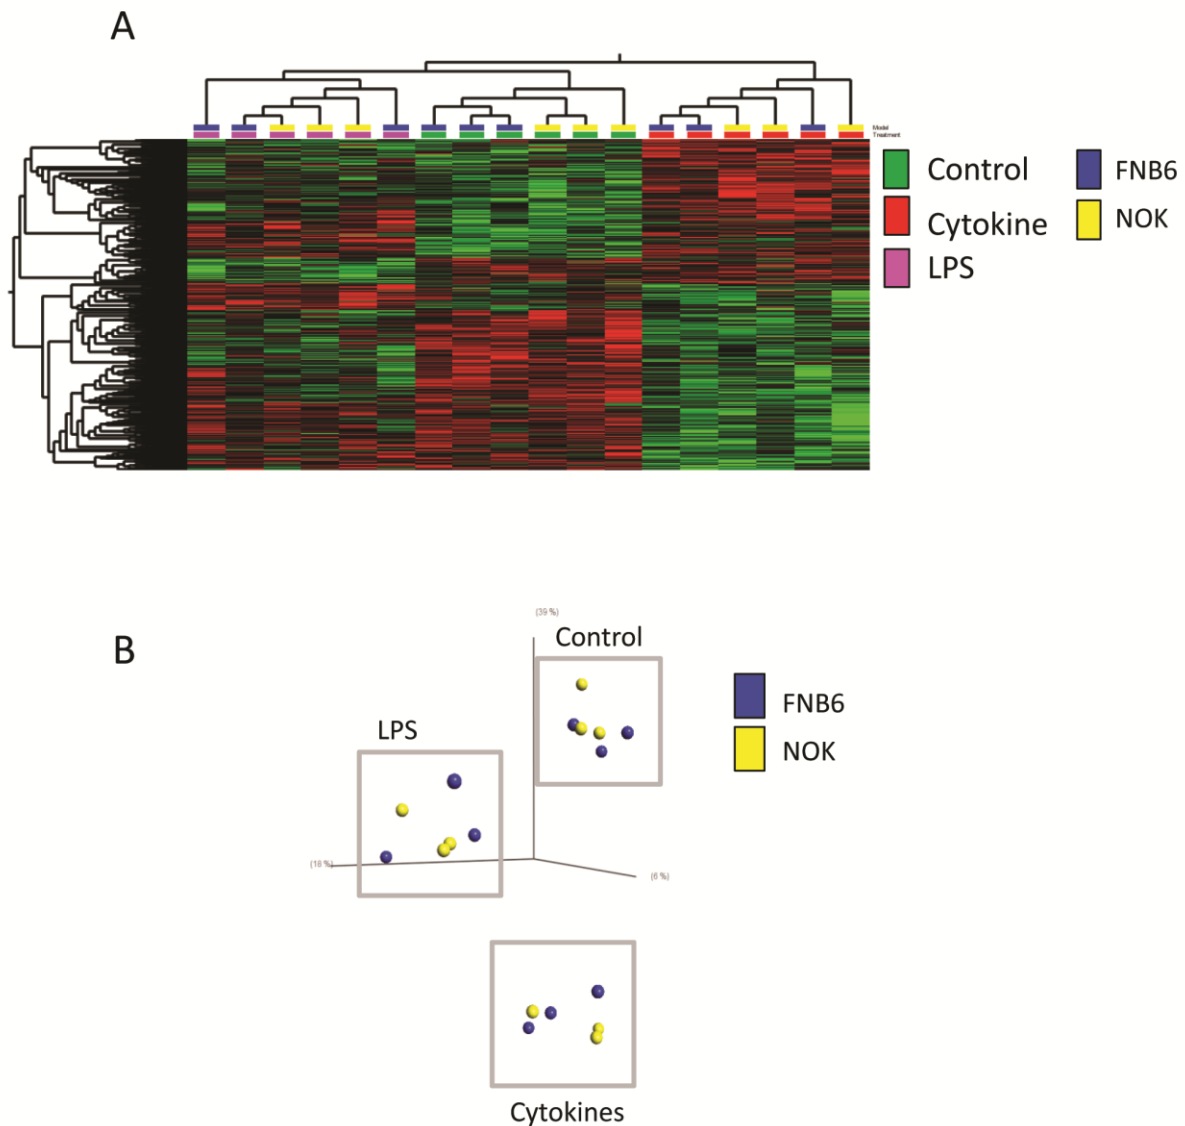 A
Model
Treatment
Control
FNB6
Cytokine
NOK
LPS
B
(39 %)
Control
LPS
FNB6
NOK
(18 %)
(6 %)
Cytokines